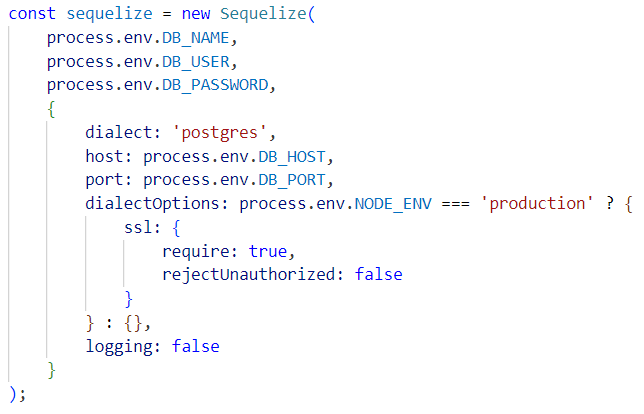 const sequelize = new Sequelize(
    process.env.DB_NAME,
    process.env.DB_USER,
    process.env.DB_PASSWORD,
    {
        dialect: 'postgres',
        host: process.env.DB_HOST,
        port: process.env.DB_PORT,
        dialectOptions: process.env.NODE_ENV === 'production' ? {
            ssl: {
                require: true,
                rejectUnauthorized: false
            }
        } : {},
        logging: false
    }
);